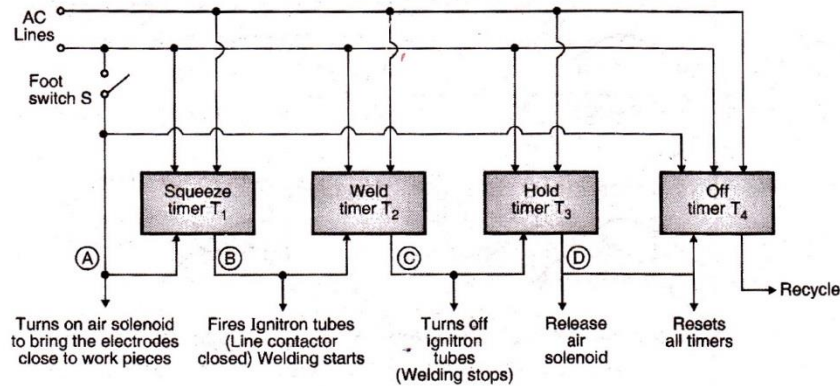 AC
Lines
Foot
switch S
Squeeze
timer T1
Weld
timer T2
Hold
timer T3
Off
timer T4
A
B
C
D
Recycle
Turns on air solenoid
to bring the electrodes
close to work pieces
Fires Ignitron tubes
(Line contactor
closed) Welding starts
Turns off
ignitron
tubes
(Welding stops)
Release
air
solenoid
Resets
all timers